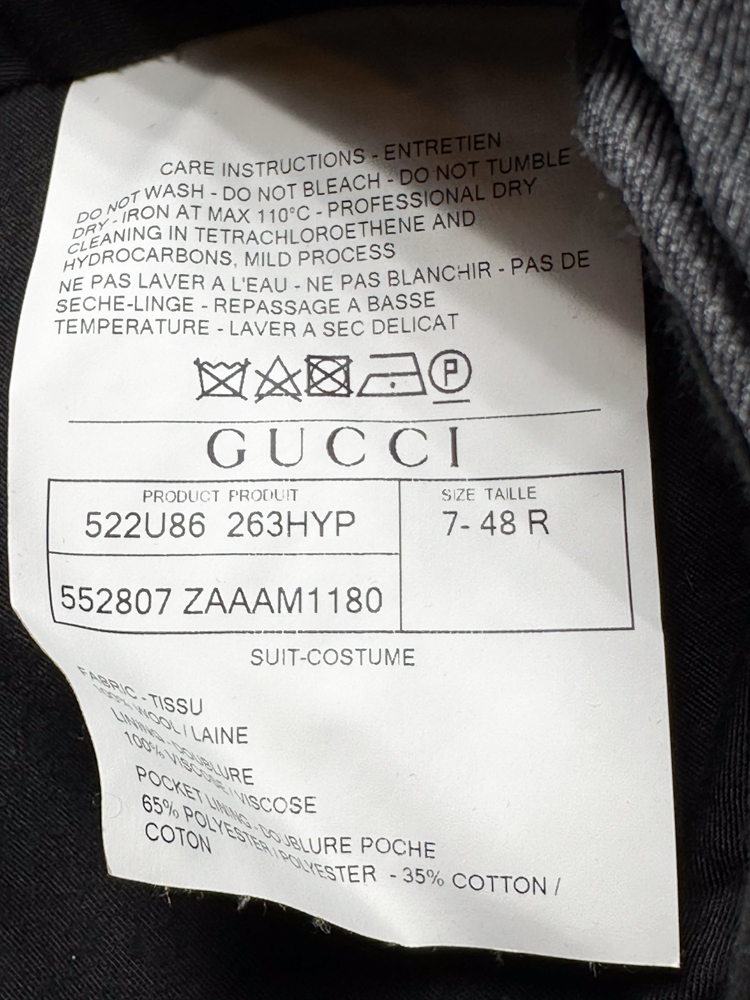 CARE INSTRUCTIONS - ENTRETIEN
DO NOT WASH - DO NOT BLEACH - DO NOT TUMBLE
DRY - IRON AT MAX 110°C - PROFESSIONAL DRY
CLEANING IN TETRACHLOROETHENE AND
HYDROCARBONS, MILD PROCESS
NE PAS LAVER A L'EAU - NE PAS BLANCHIR - PAS DE
SECHE-LINGE - REPASSAGE A BASSE
TEMPERATURE - LAVER A SEC DELICAT
P
GUCCI
PRODUCT PRODUIT
SIZE TAILLE
522U86 263HYP
7- 48 R
552807 ZAAAM1180
SUIT-COSTUME
FABRIC - TISSU
100% WOOL / LAINE
LINING - DOUBLURE
100% VISCOSE / VISCOSE
POCKET LINING - DOUBLURE POCHE
65% POLYESTER / POLYESTER - 35% COTTON /
COTON